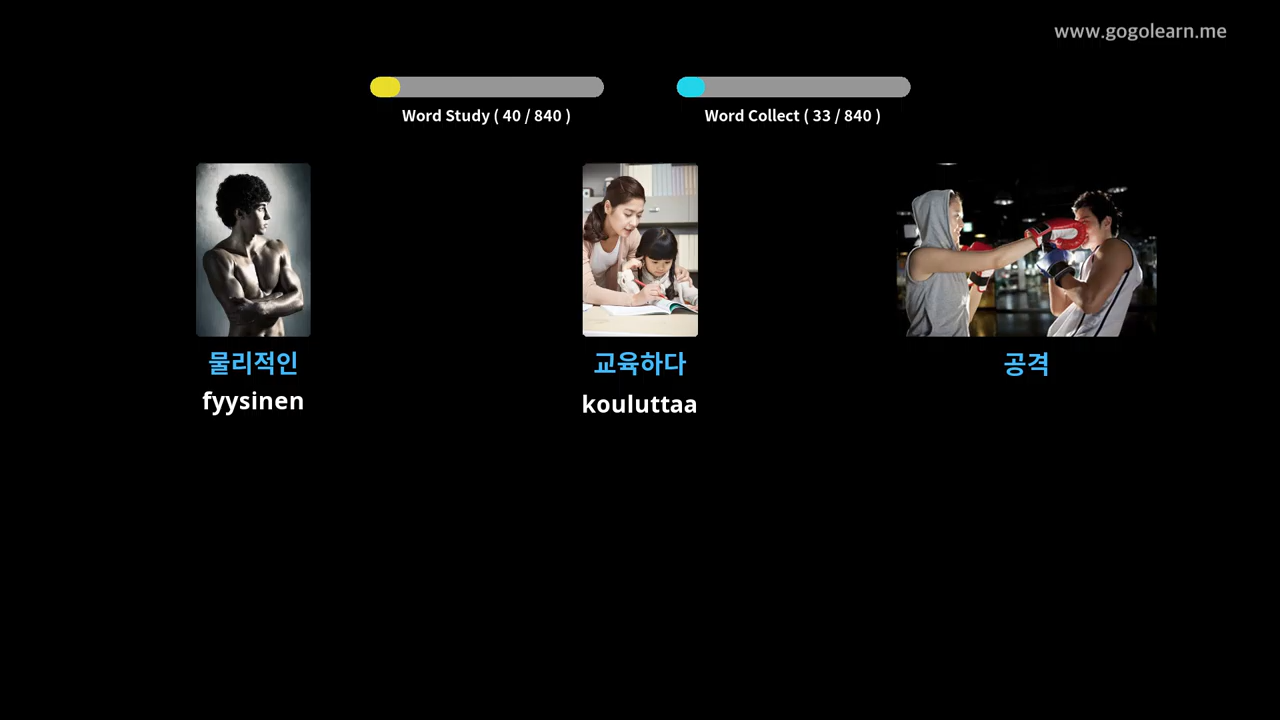 www.gogolearn.me
Word Study ( 40 / 840 )
Word Collect ( 33 / 840 )
물리적인
교육하다
공격
fyysinen
kouluttaa